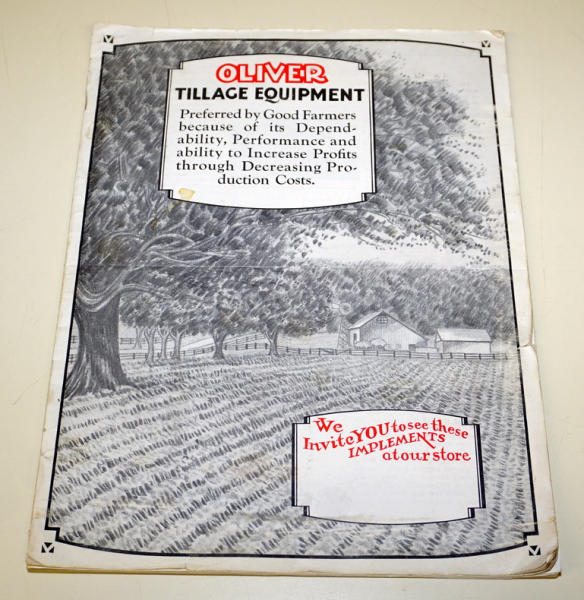 OLIVER
TILLAGE EQUIPMENT
Preferred by Good Farmers
because of its Depend-
ability, Performance and
ability to Increase Profits
through Decreasing Pro-
duction Costs.
We
Invite YOU to see these
IMPLEMENTS
at our store